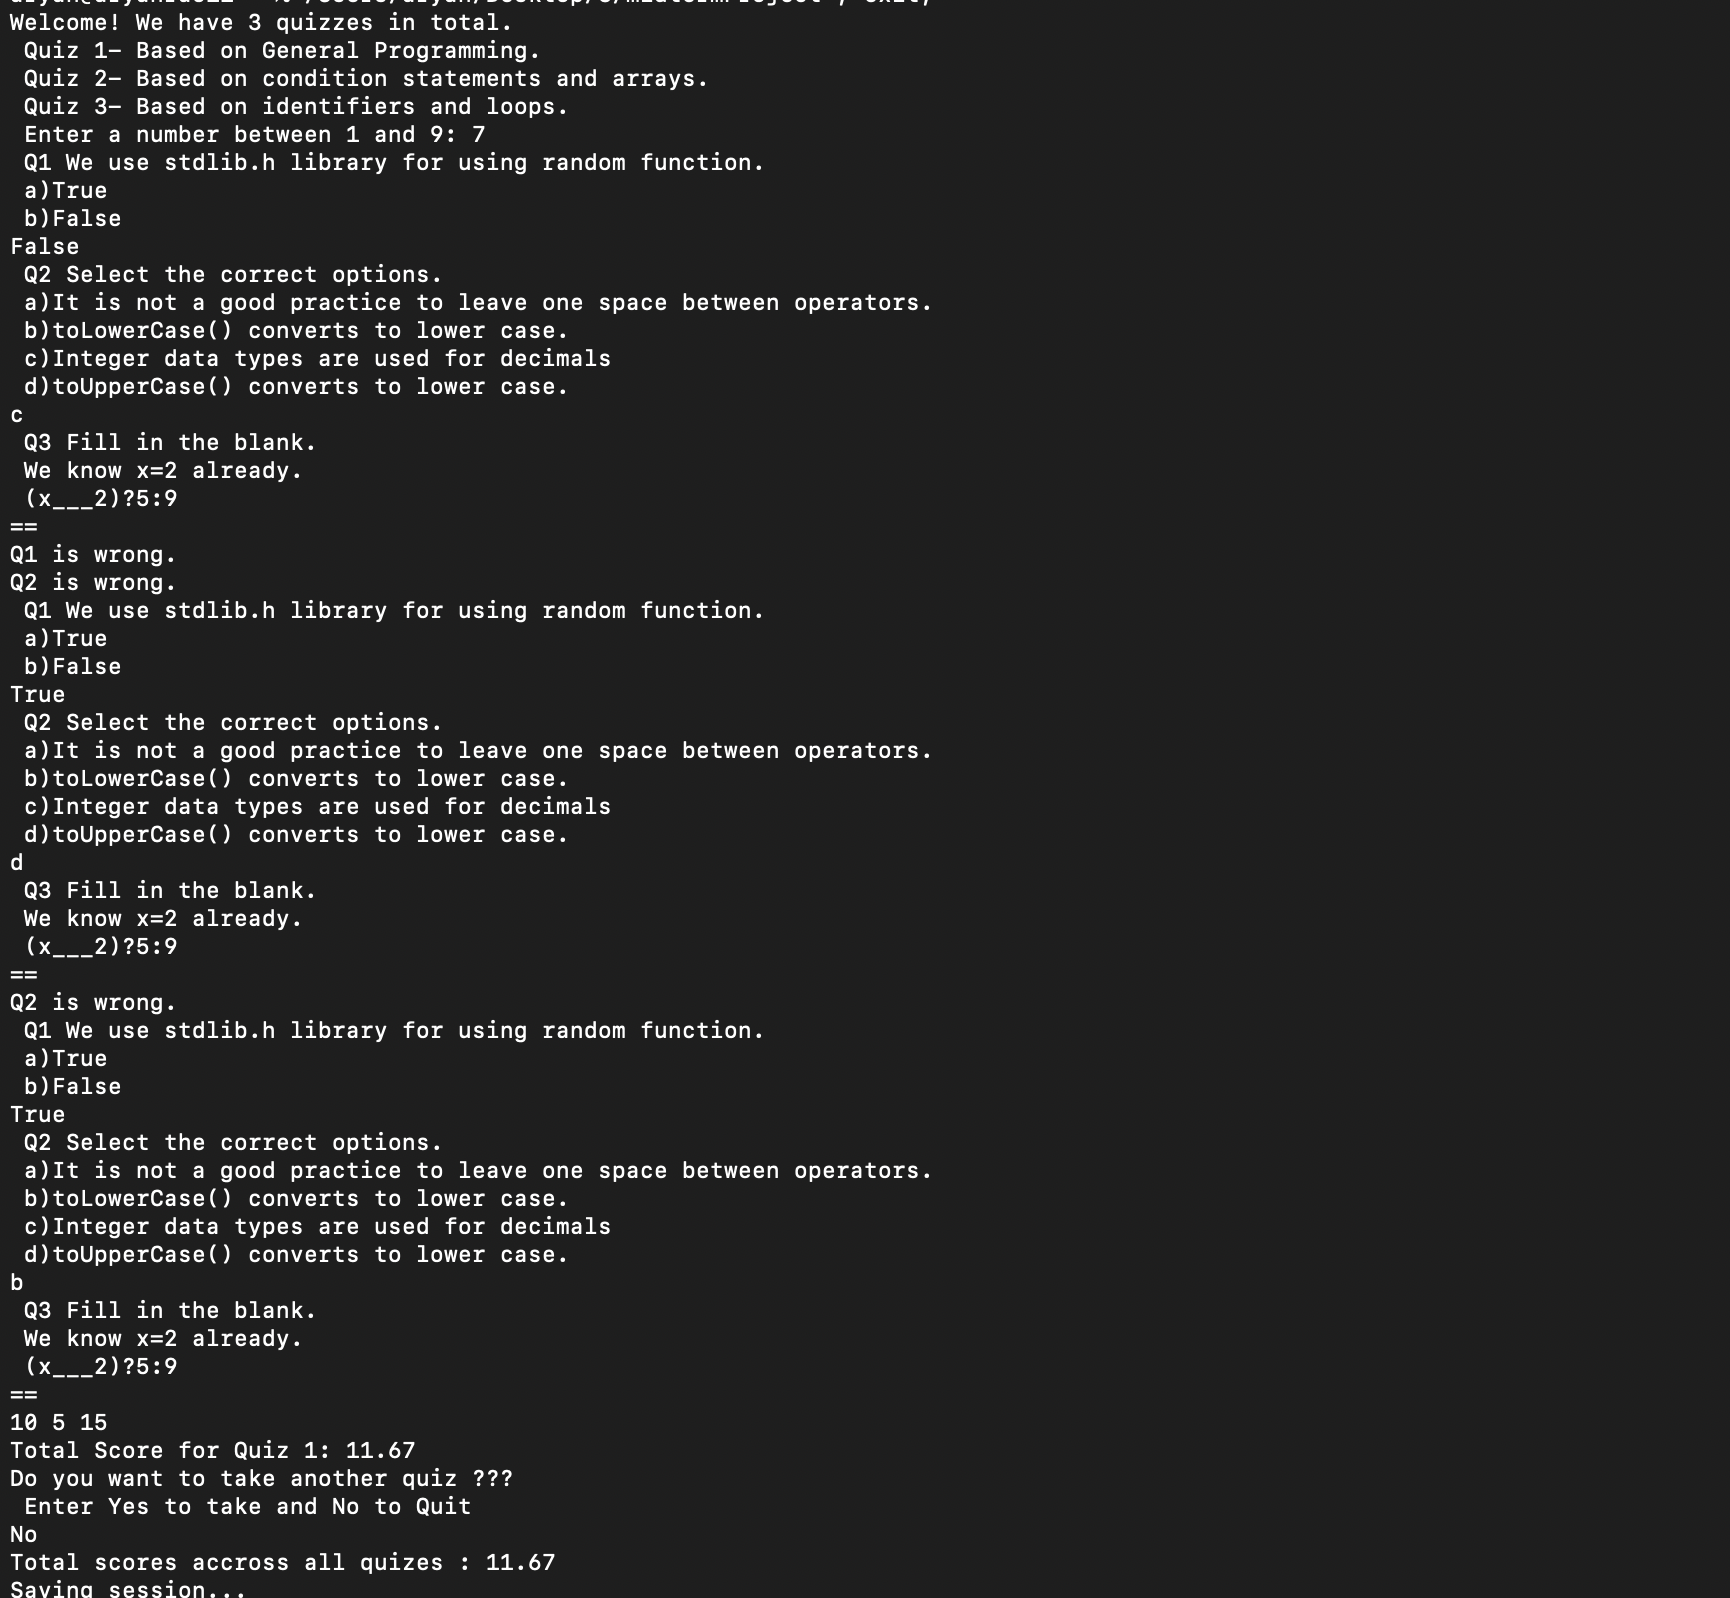 Welcome! We have 3 quizzes in total.
Quiz 1- Based on General Programming.
Quiz 2- Based on condition statements and arrays.
Quiz 3- Based on identifiers and loops.
Enter a number between 1 and 9: 7
Q1 We use stdlib.h library for using random function.
a)True
b)False
False
Q2 Select the correct options.
a)It is not a good practice to leave one space between operators.
b)toLowerCase() converts to lower case.
c)Integer data types are used for decimals
d)toUpperCase() converts to lower case.
c
Q3 Fill in the blank.
We know x=2 already.
(x___2)?5:9
==
Q1 is wrong.
Q2 is wrong.
Q1 We use stdlib.h library for using random function.
a)True
b)False
True
Q2 Select the correct options.
a)It is not a good practice to leave one space between operators.
b)toLowerCase() converts to lower case.
c)Integer data types are used for decimals
d)toUpperCase() converts to lower case.
d
Q3 Fill in the blank.
We know x=2 already.
(x___2)?5:9
==
Q2 is wrong.
Q1 We use stdlib.h library for using random function.
a)True
b)False
True
Q2 Select the correct options.
a)It is not a good practice to leave one space between operators.
b)toLowerCase() converts to lower case.
c)Integer data types are used for decimals
d)toUpperCase() converts to lower case.
b
Q3 Fill in the blank.
We know x=2 already.
(x___2)?5:9
==
10 5 15
Total Score for Quiz 1: 11.67
Do you want to take another quiz ???
Enter Yes to take and No to Quit
No
Total scores accross all quizes : 11.67
Saving session...